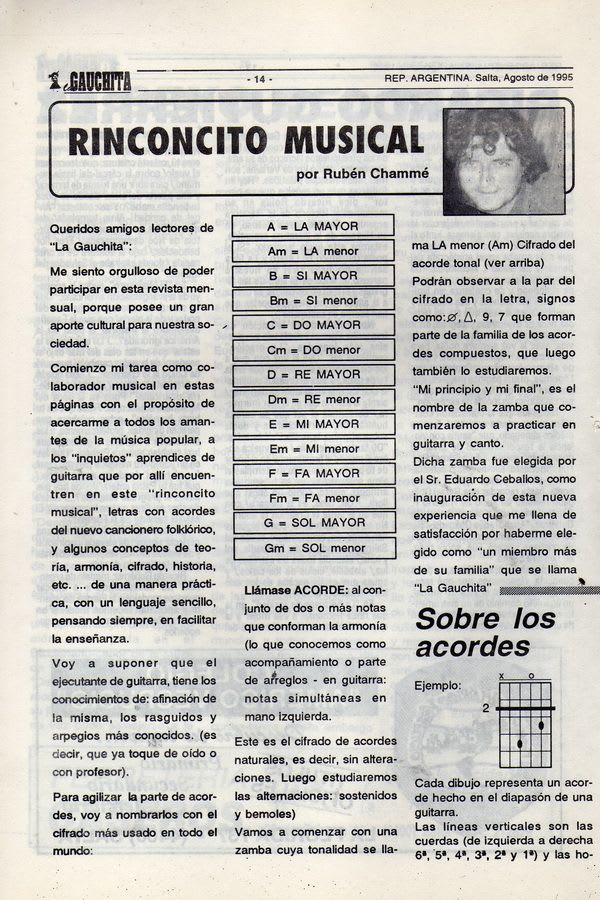 La GAUCHITA
- 14 -
REP. ARGENTINA. Salta, Agosto de 1995
RINCONCITO MUSICAL
por Rubén Chammé
Queridos amigos lectores de
“La Gauchita”:
Me siento orgulloso de poder
participar en esta revista men-
sual, porque posee un gran
aporte cultural para nuestra so-
ciedad.
Comienzo mi tarea como co-
laborador musical en estas
páginas con el propósito de
acercarme a todos los aman-
tes de la música popular, a
los “inquietos” aprendices de
guitarra que por allí encuen-
tren en este “rinconcito
musical”, letras con acordes
del nuevo cancionero folklórico,
y algunos conceptos de teo-
ría, armonía, cifrado, historia,
etc. ... de una manera prácti-
ca, con un lenguaje sencillo,
pensando siempre, en facilitar
la enseñanza.
Voy a suponer que el
ejecutante de guitarra, tiene los
conocimientos de: afinación de
la misma, los rasguidos y
arpegios más conocidos. (es
decir, que ya toque de oído o
con profesor).
Para agilizar la parte de acor-
des, voy a nombrarlos con el
cifrado más usado en todo el
mundo:
A = LA MAYOR
Am = LA menor
B = SI MAYOR
Bm = SI menor
C = DO MAYOR
Cm = DO menor
D = RE MAYOR
Dm = RE menor
E = MI MAYOR
Em = MI menor
F = FA MAYOR
Fm = FA menor
G = SOL MAYOR
Gm = SOL menor
Llámase ACORDE: al con-
junto de dos o más notas
que conforman la armonía
(lo que conocemos como
acompañamiento o parte
de arreglos - en guitarra:
notas simultáneas en
mano izquierda.
Este es el cifrado de acordes
naturales, es decir, sin altera-
ciones. Luego estudiaremos
las alternaciones: sostenidos
y bemoles)
Vamos a comenzar con una
zamba cuya tonalidad se lla-
ma LA menor (Am) Cifrado del
acorde tonal (ver arriba)
Podrán observar a la par del
cifrado en la letra, signos
como:∅, △, 9, 7 que forman
parte de la familia de los acor-
des compuestos, que luego
también lo estudiaremos.
“Mi principio y mi final”, es el
nombre de la zamba que co-
menzaremos a practicar en
guitarra y canto.
Dicha zamba fue elegida por
el Sr. Eduardo Ceballos, como
inauguración de esta nueva
experiencia que me llena de
satisfacción por haberme ele-
gido como “un miembro más
de su familia” que se llama
“La Gauchita”
Sobre los
acordes
Ejemplo:
x o
2
Cada dibujo representa un acor-
de hecho en el diapasón de una
guitarra.
Las líneas verticales son las
cuerdas (de izquierda a derecha
6ª, 5ª, 4ª, 3ª, 2ª y 1ª) y las ho-